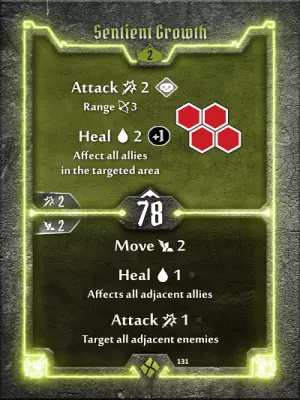 Sentient Growth
2
Attack 2
Range 3
Heal 2 +1
Affect all allies
in the targeted area
2
78
2
Move 2
Heal 1
Affects all adjacent allies
Attack 1
Target all adjacent enemies
131